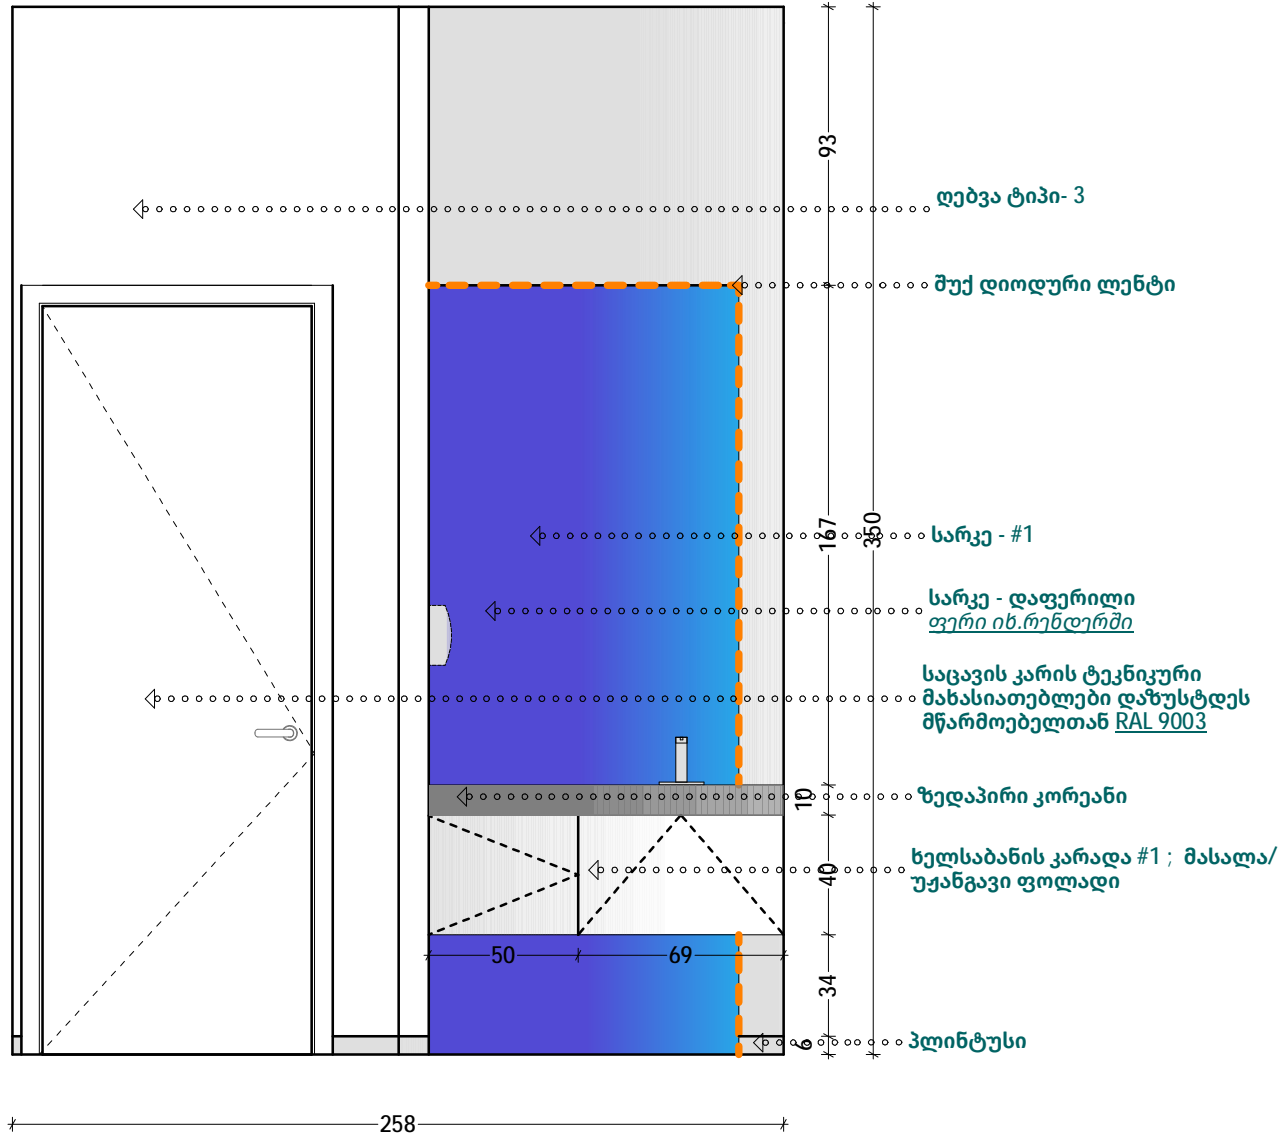 93
ღებვა ტიპი- 3
შუქ დიოდური ლენტი
167
350
სარკე - #1
სარკე - დაფერილი
ფერი იხ.რენდერში
საცავის კარის ტეკნიკური
მახასიათებლები დაზუსტდეს
მწარმოებელთან RAL 9003
10
ზედაპირი კორეანი
40
ხელსაბანის კარადა #1 ; მასალა/
უჟანგავი ფოლადი
50
69
34
6
პლინტუსი
258